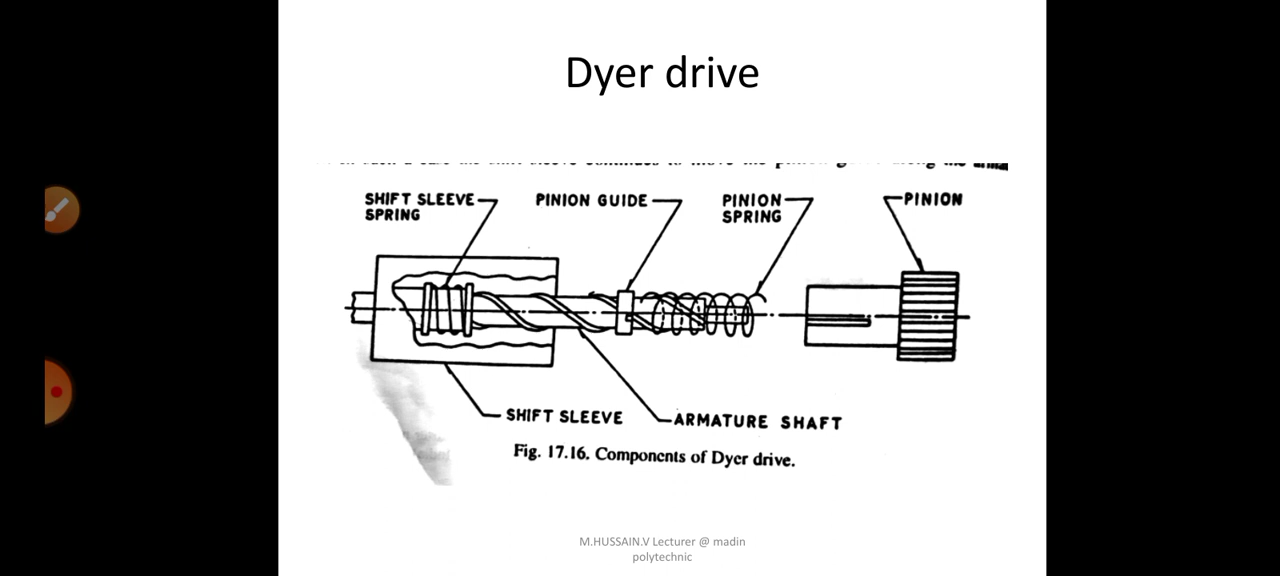 Dyer drive
SHIFT SLEEVE
SPRING
PINION GUIDE
PINION
SPRING
PINION
SHIFT SLEEVE
ARMATURE SHAFT
Fig. 17.16. Components of Dyer drive.
M.HUSSAIN.V Lecturer @ madin
polytechnic